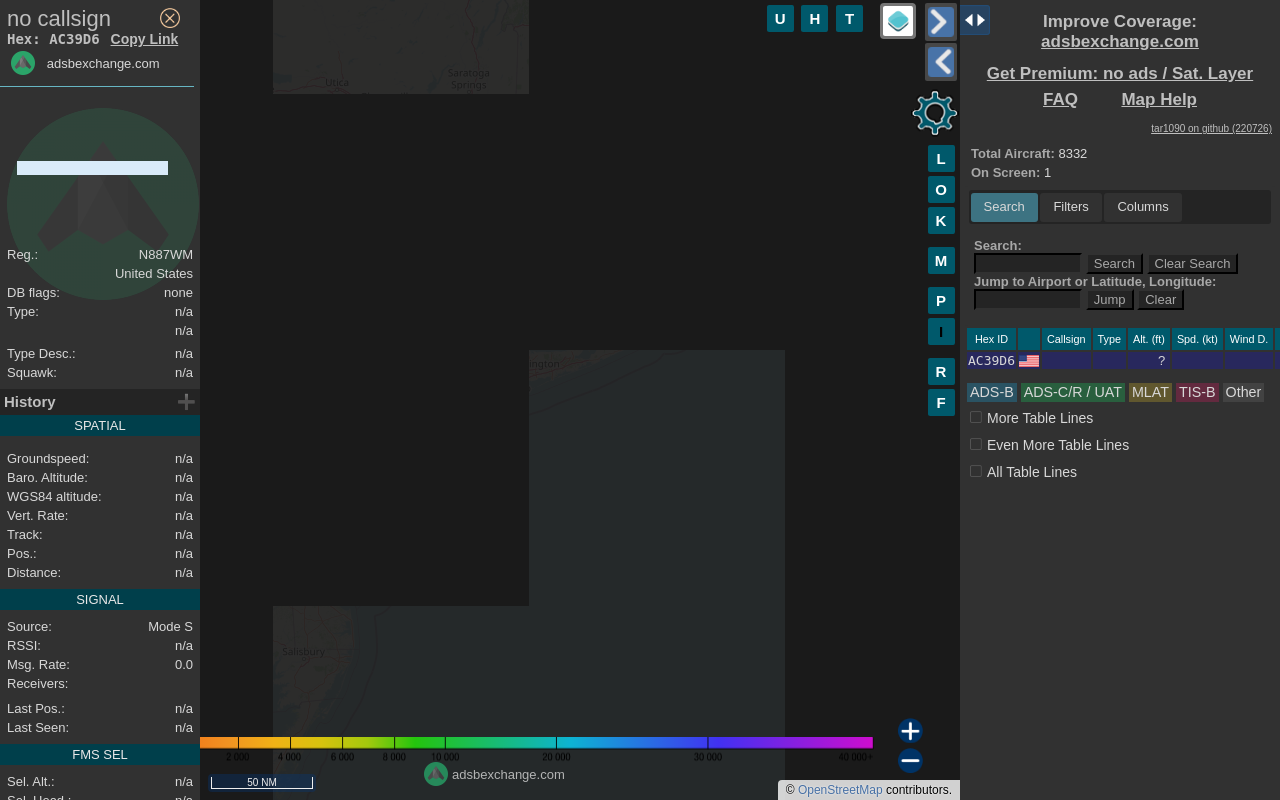 no callsign
Hex: AC39D6 Copy Link
adsbexchange.com
Reg.: N887WM
United States
DB flags: none
Type: n/a
n/a
Type Desc.: n/a
Squawk: n/a
History
SPATIAL
Groundspeed: n/a
Baro. Altitude: n/a
WGS84 altitude: n/a
Vert. Rate: n/a
Track: n/a
Pos.: n/a
Distance: n/a
SIGNAL
Source: Mode S
RSSI: n/a
Msg. Rate: 0.0
Receivers:
Last Pos.: n/a
Last Seen: n/a
FMS SEL
Sel. Alt.: n/a
Sel. Head.: n/a
Utica
Saratoga
Springs
ington
Salisbury
U H T
L
O
K
M
P
I
R
F
2 000 4 000 6 000 8 000 10 000 20 000 30 000 40 000+
50 NM
adsbexchange.com
© OpenStreetMap contributors.
Improve Coverage:
adsbexchange.com
Get Premium: no ads / Sat. Layer
FAQ Map Help
tar1090 on github (220726)
Total Aircraft: 8332
On Screen: 1
Search Filters Columns
Search:
Search Clear Search
Jump to Airport or Latitude, Longitude:
Jump Clear
Hex ID Callsign Type Alt. (ft) Spd. (kt) Wind D.
AC39D6 ?
ADS-B ADS-C/R / UAT MLAT TIS-B Other
More Table Lines
Even More Table Lines
All Table Lines